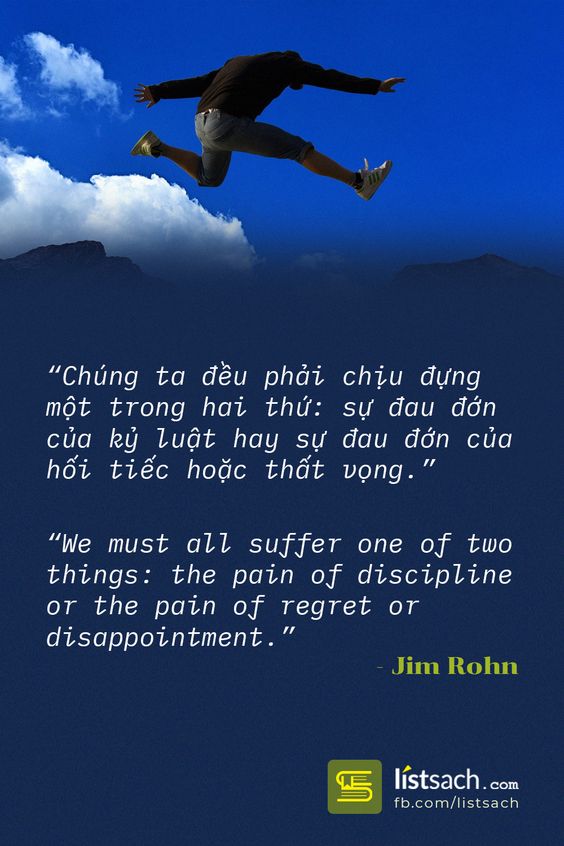 “Chúng ta đều phải chịu đựng
một trong hai thứ: sự đau đớn
của kỷ luật hay sự đau đớn của
hối tiếc hoặc thất vọng.”
“We must all suffer one of two
things: the pain of discipline
or the pain of regret or
disappointment.”
- Jim Rohn
listsach.com
fb.com/listsach